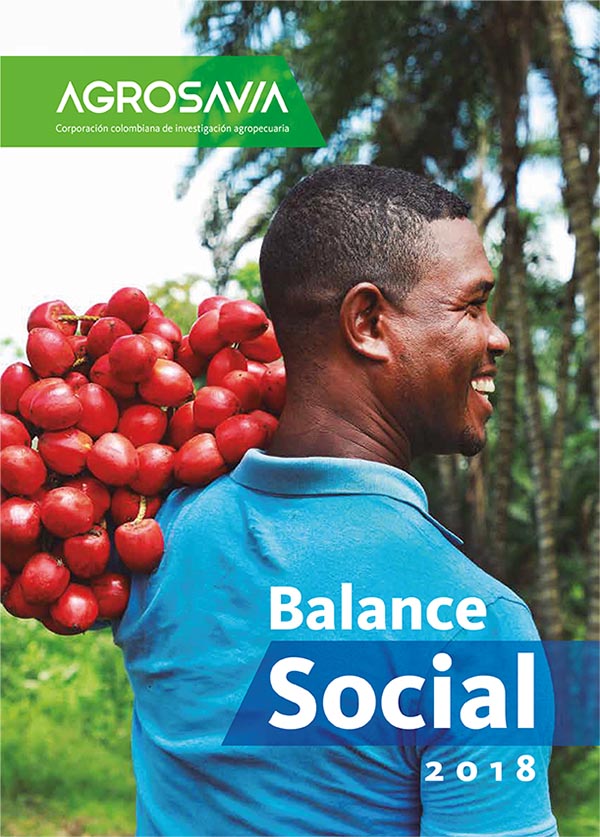 AGROSAVIA
Corporación colombiana de investigación agropecuaria
Balance
Social
2018